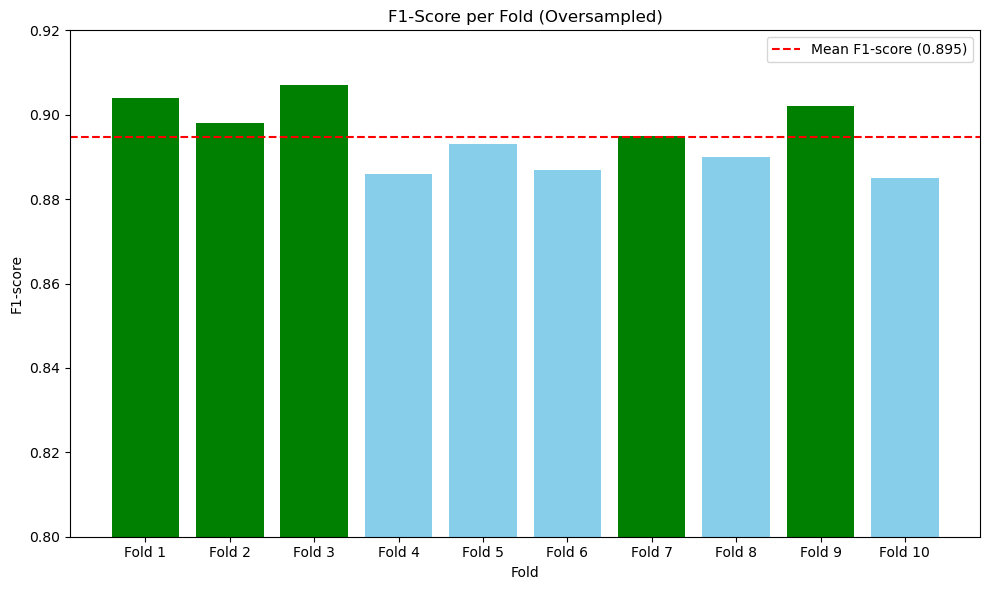 F1-Score per Fold (Oversampled)
Mean F1-score (0.895)
F1-score
0.92
0.90
0.88
0.86
0.84
0.82
0.80
Fold 1 Fold 2 Fold 3 Fold 4 Fold 5 Fold 6 Fold 7 Fold 8 Fold 9 Fold 10
Fold